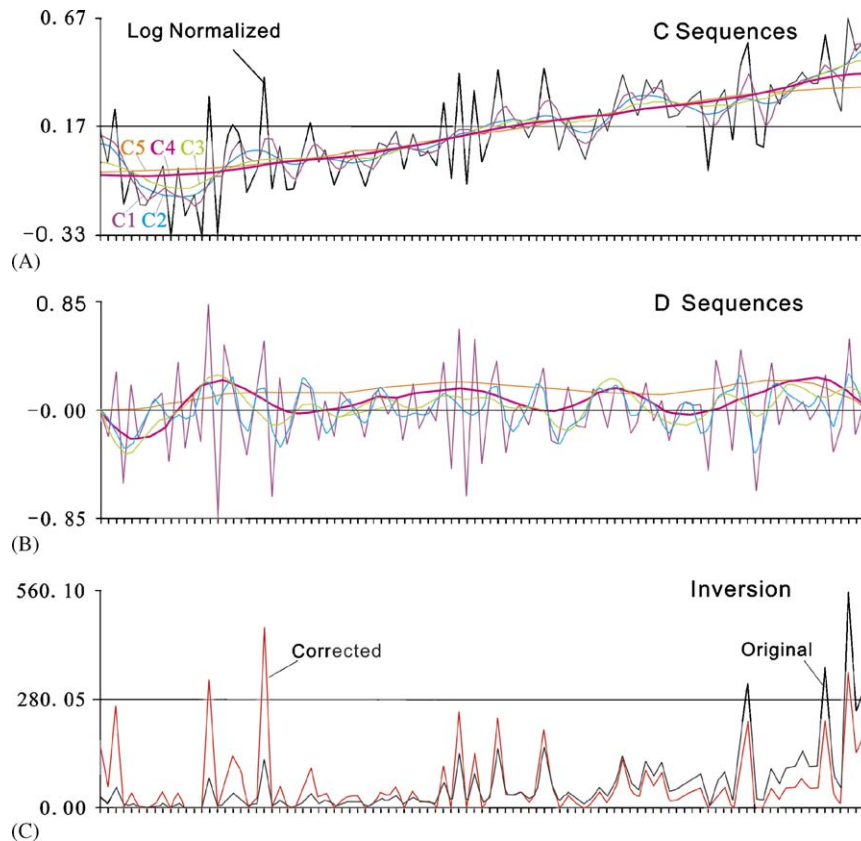 0.67
Log Normalized
C Sequences
0.17
C5 C4 C3
C1 C2
-0.33
(A)
0.85
D Sequences
-0.00
-0.85
(B)
560.10
Inversion
Corrected
Original
280.05
0.00
(C)